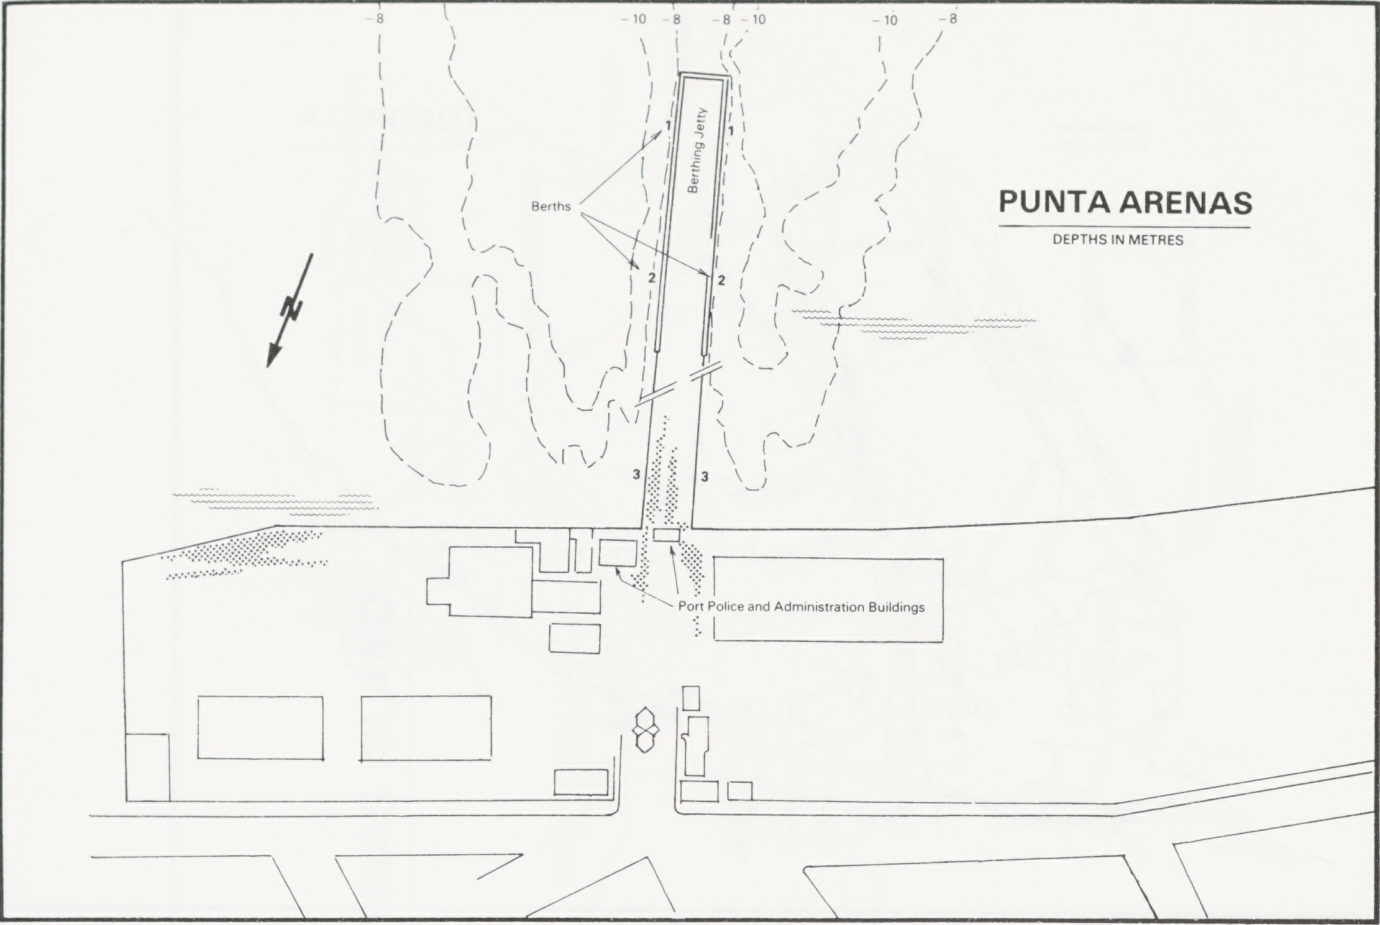 -8 -10 -8 -8 -10 -10 -8
1 1
Berthing Jetty
PUNTA ARENAS
DEPTHS IN METRES
Berths
2 2
N
3 3
Port Police and Administration Buildings